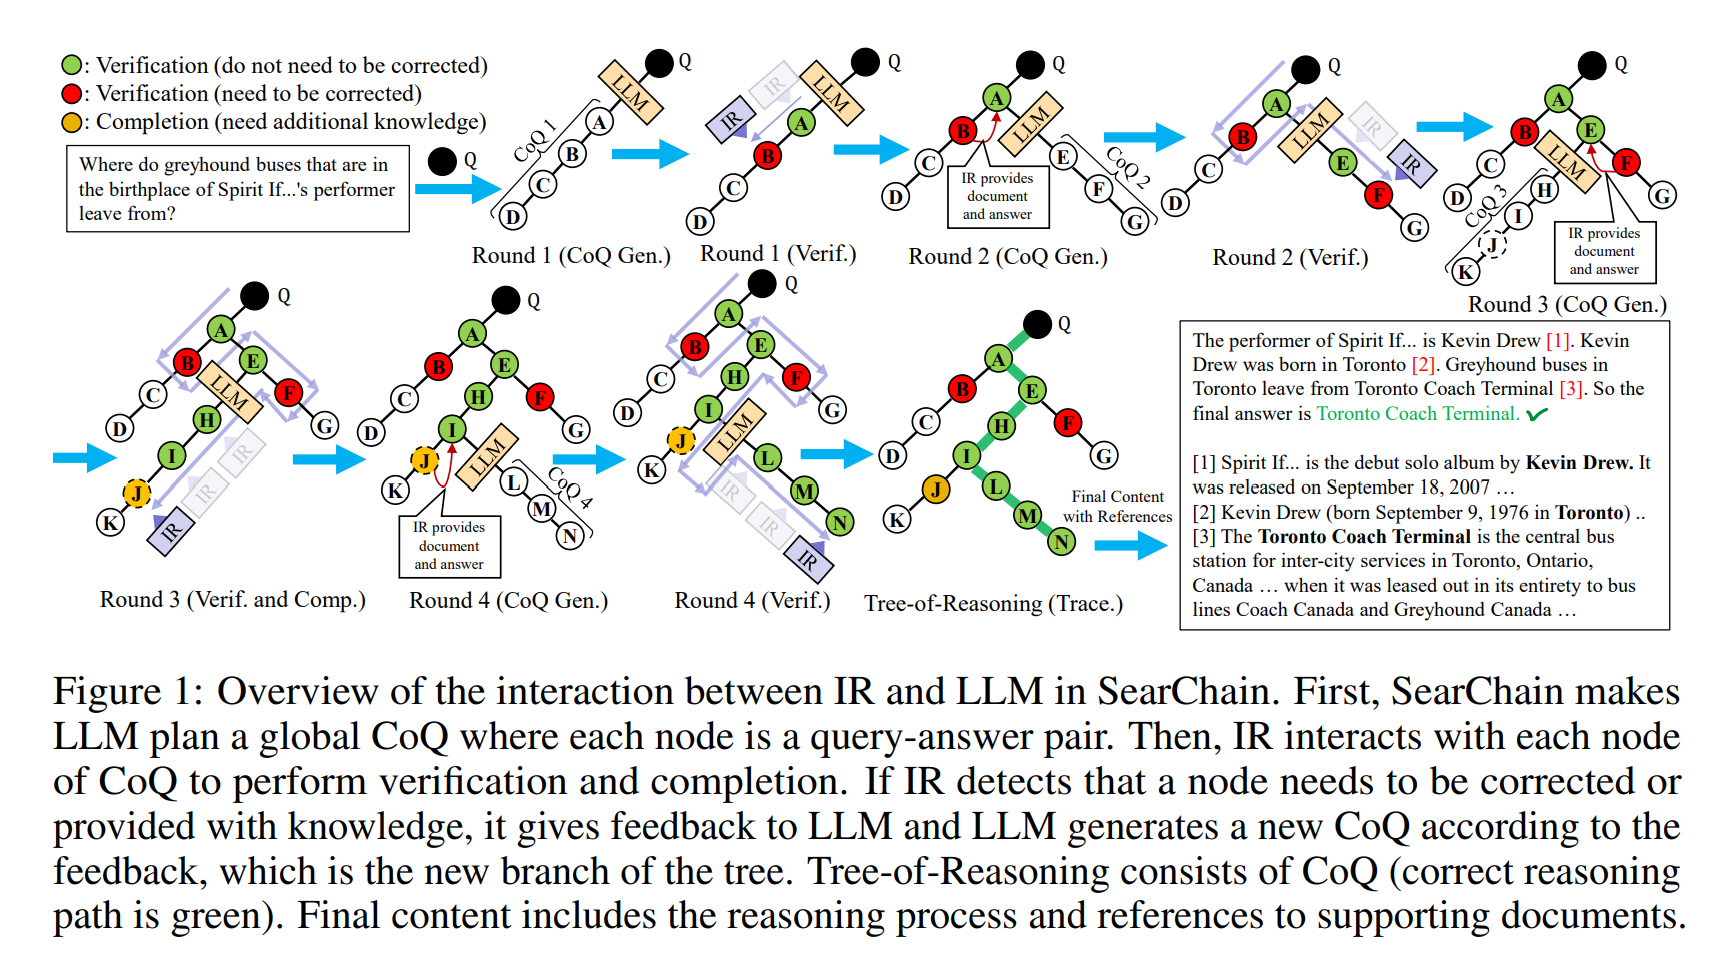 : Verification (do not need to be corrected)
: Verification (need to be corrected)
: Completion (need additional knowledge)
Where do greyhound buses that are in
the birthplace of Spirit If...'s performer
leave from?
Q
Q
LLM
CoQ 1
A
B
C
D
Round 1 (CoQ Gen.)
Q
IR
IR
LLM
A
B
C
D
Round 1 (Verif.)
Q
A
LLM
B
C
D
E
F
G
CoQ 2
IR provides
document
and answer
Round 2 (CoQ Gen.)
Q
A
B
LLM
IR
IR
C
D
E
F
G
Round 2 (Verif.)
Q
A
B
E
LLM
C
F
D
H
G
CoQ 3
I
J
K
IR provides
document
and answer
Round 3 (CoQ Gen.)
Q
A
B
E
LLM
C
F
D
H
G
I
IR
IR
J
K
IR
Round 3 (Verif. and Comp.)
Q
A
B
E
C
H
F
D
I
G
LLM
J
K
L
CoQ 4
M
N
IR provides
document
and answer
Round 4 (CoQ Gen.)
Q
A
B
E
C
H
F
D
I
G
LLM
J
K
L
M
N
IR
IR
IR
Round 4 (Verif.)
Q
A
B
E
C
H
F
D
I
G
J
L
K
M
N
Tree-of-Reasoning (Trace.)
Final Content
with References
The performer of Spirit If... is Kevin Drew [1]. Kevin
Drew was born in Toronto [2]. Greyhound buses in
Toronto leave from Toronto Coach Terminal [3]. So the
final answer is Toronto Coach Terminal. ✔
[1] Spirit If... is the debut solo album by Kevin Drew. It
was released on September 18, 2007 …
[2] Kevin Drew (born September 9, 1976 in Toronto) ..
[3] The Toronto Coach Terminal is the central bus
station for inter-city services in Toronto, Ontario,
Canada … when it was leased out in its entirety to bus
lines Coach Canada and Greyhound Canada …
Figure 1: Overview of the interaction between IR and LLM in SearChain. First, SearChain makes
LLM plan a global CoQ where each node is a query-answer pair. Then, IR interacts with each node
of CoQ to perform verification and completion. If IR detects that a node needs to be corrected or
provided with knowledge, it gives feedback to LLM and LLM generates a new CoQ according to the
feedback, which is the new branch of the tree. Tree-of-Reasoning consists of CoQ (correct reasoning
path is green). Final content includes the reasoning process and references to supporting documents.